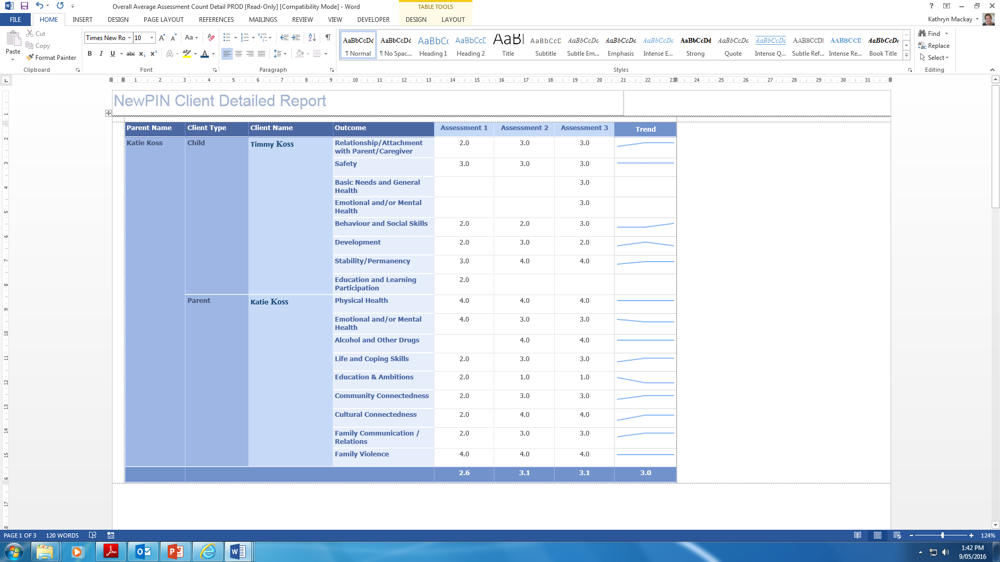 Overall Average Assessment Count Detail PROD [Read-Only] [Compatibility Mode] - Word
TABLE TOOLS
FILE HOME INSERT DESIGN PAGE LAYOUT REFERENCES MAILINGS REVIEW VIEW DEVELOPER DESIGN LAYOUT
Kathryn Mackay
Paste
Cut
Copy
Format Painter
Clipboard
Times New Ro 10
Font
Paragraph
AaBbCcDd AaBbCcDd AaBbCc AaBbCcD AaBl AaBbCcD AaBbCcDd AaBbCcDd AaBbCcDd AaBbCcDd AaBbCcDd AaBbCcDd AABBCCDD AABBCCD AaBbCcDd
¶ Normal ¶ No Spac... Heading 1 Heading 2 Title Subtitle Subtle Em... Emphasis Intense E... Strong Quote Intense Q... Subtle Ref... Intense Re... Book Title
Styles
Find
Replace
Select
Editing
1 2 3 4 5 6 7 8 9 10 11 12 13 14 15 16 17 18 19 20 21 22 23 24 25 26 27 28 29 30 31
NewPIN Client Detailed Report
Parent Name Client Type Client Name Outcome Assessment 1 Assessment 2 Assessment 3 Trend
Katie Koss Child Timmy Koss Relationship/Attachment 2.0 3.0 3.0
with Parent/Caregiver
Safety 3.0 3.0 3.0
Basic Needs and General 3.0
Health
Emotional and/or Mental 3.0
Health
Behaviour and Social Skills 2.0 2.0 3.0
Development 2.0 3.0 2.0
Stability/Permanency 3.0 4.0 4.0
Education and Learning 2.0
Participation
Parent Katie Koss Physical Health 4.0 4.0 4.0
Emotional and/or Mental 4.0 3.0 3.0
Health
Alcohol and Other Drugs 4.0 4.0
Life and Coping Skills 2.0 3.0 3.0
Education & Ambitions 2.0 1.0 1.0
Community Connectedness 2.0 3.0 3.0
Cultural Connectedness 2.0 4.0 4.0
Family Communication / 2.0 3.0 3.0
Relations
Family Violence 4.0 4.0 4.0
2.6 3.1 3.1 3.0
PAGE 1 OF 3 120 WORDS
124%
1:42 PM
9/05/2016